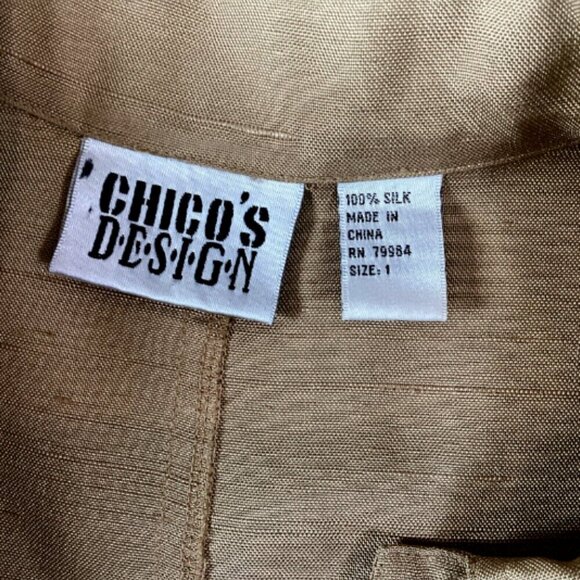 CHICO'S
D•E•S•I•G•N
100% SILK
MADE IN
CHINA
RN 79984
SIZE: 1